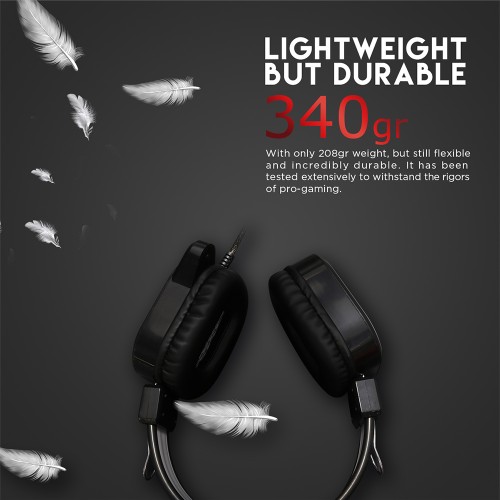 LIGHTWEIGHT
BUT DURABLE
340gr
With only 208gr weight, but still flexible
and incredibly durable. It has been
tested extensively to withstand the rigors
of pro-gaming.